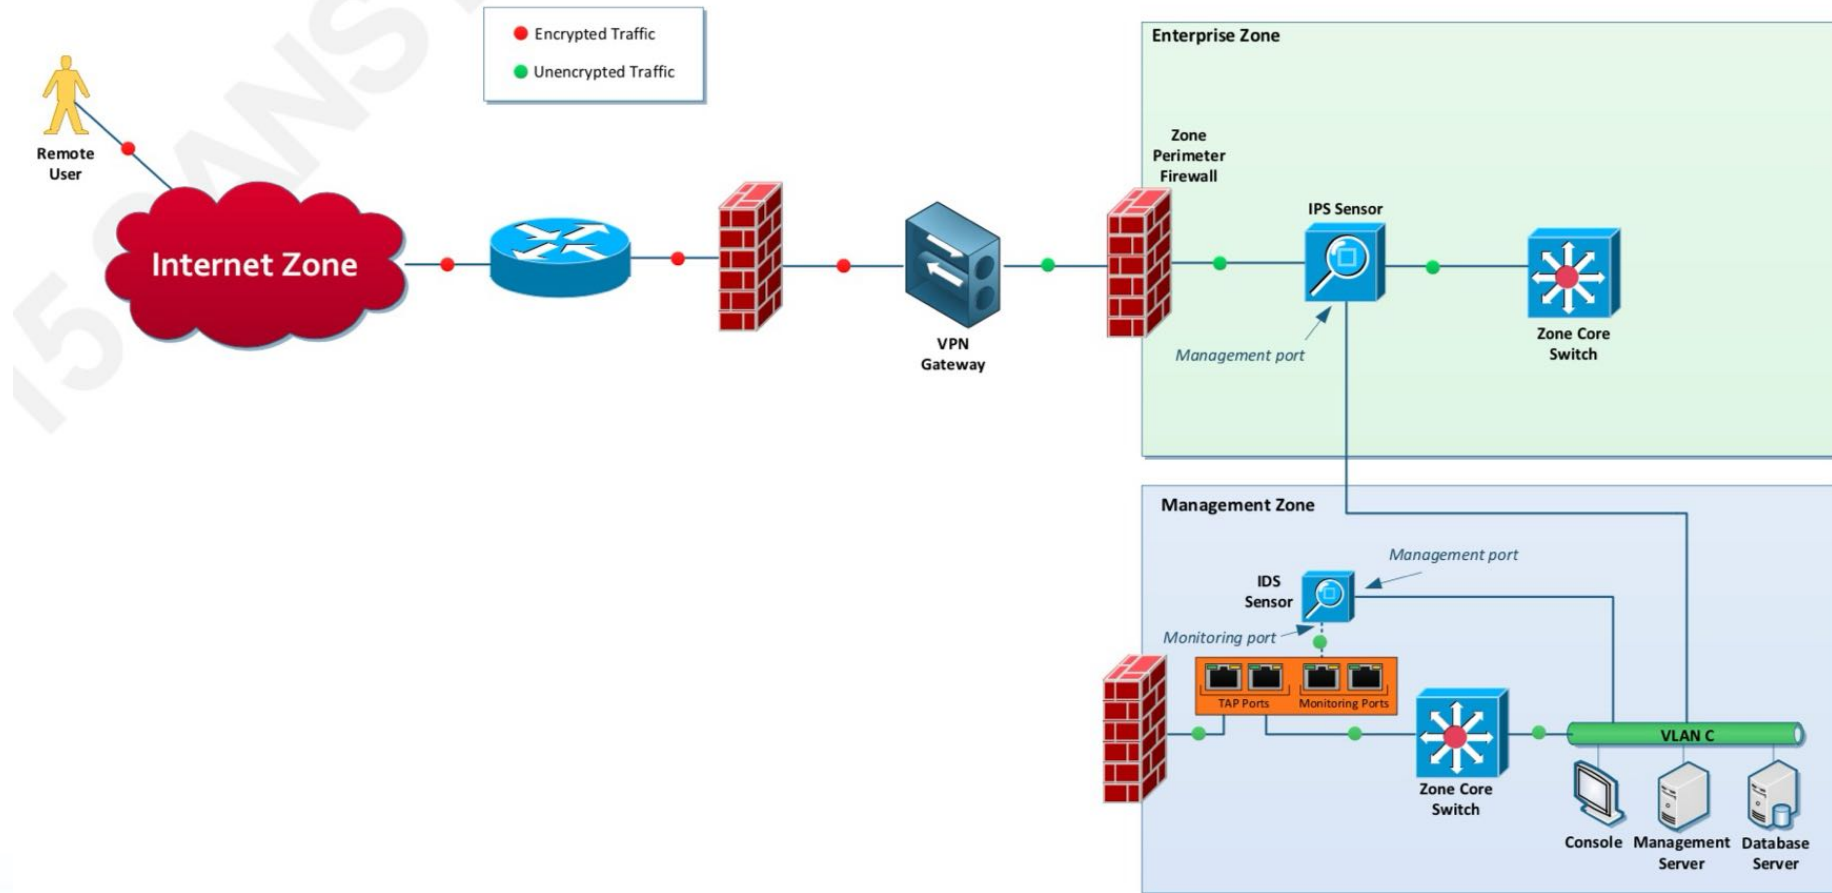 Encrypted Traffic
Unencrypted Traffic
Enterprise Zone
Remote
User
Internet Zone
VPN
Gateway
Zone
Perimeter
Firewall
IPS Sensor
Management port
Zone Core
Switch
Management Zone
Management port
IDS
Sensor
Monitoring port
TAP Ports
Monitoring Ports
Zone Core
Switch
VLAN C
Console
Management
Server
Database
Server
15 SANS